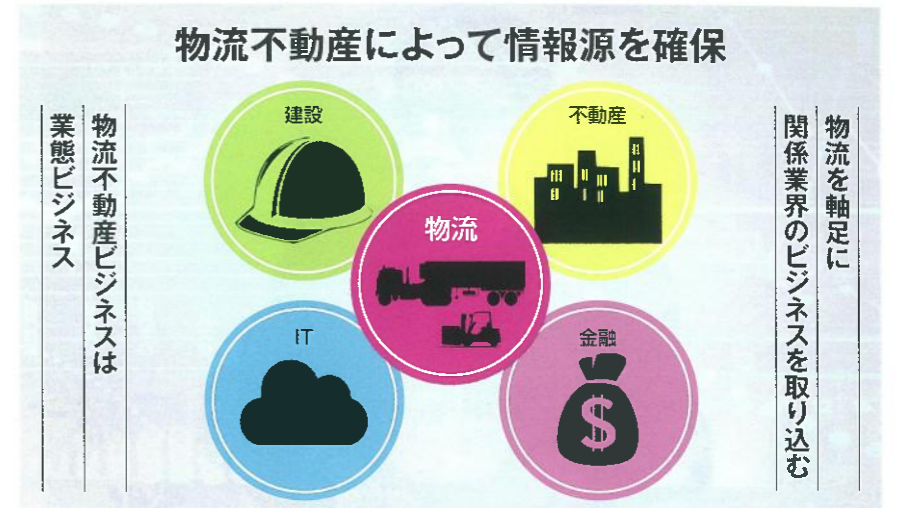 物流不動産によって情報源を確保
物流を軸足に
関係業界のビジネスを取り込む
建設
不動産
物流
IT
金融
$
物流不動産ビジネスは
業態ビジネス